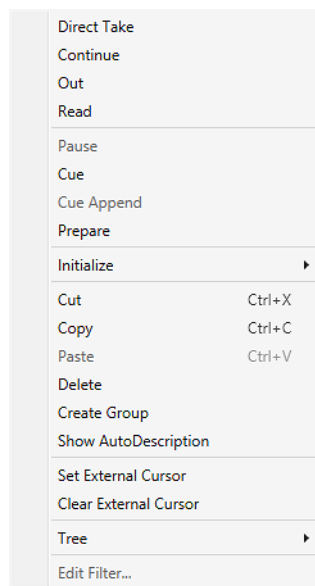 Direct Take
Continue
Out
Read
Pause
Cue
Cue Append
Prepare
Initialize
Cut Ctrl+X
Copy Ctrl+C
Paste Ctrl+V
Delete
Create Group
Show AutoDescription
Set External Cursor
Clear External Cursor
Tree
Edit Filter...